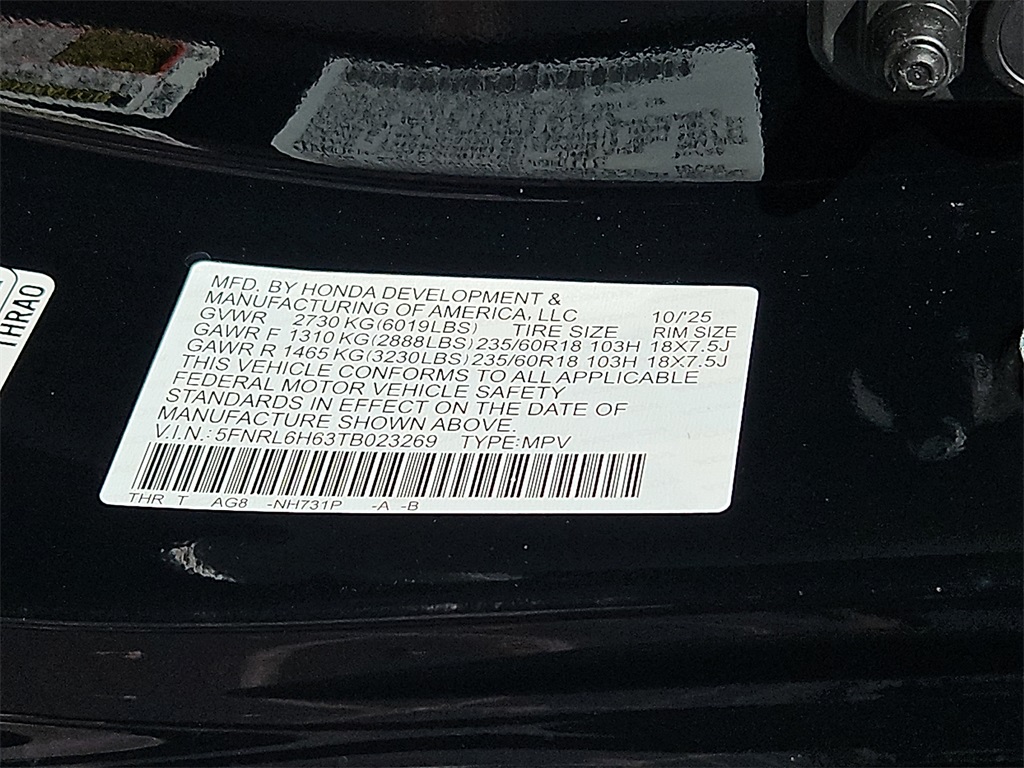 MFD. BY HONDA DEVELOPMENT &
MANUFACTURING OF AMERICA, LLC 10/'25
GVWR 2730 KG(6019LBS) TIRE SIZE RIM SIZE
GAWR F 1310 KG(2888LBS) 235/60R18 103H 18X7.5J
GAWR R 1465 KG(3230LBS) 235/60R18 103H 18X7.5J
THIS VEHICLE CONFORMS TO ALL APPLICABLE
FEDERAL MOTOR VEHICLE SAFETY
STANDARDS IN EFFECT ON THE DATE OF
MANUFACTURE SHOWN ABOVE.
V.I.N.: 5FNRL6H63TB023269 TYPE:MPV
THR T AG8 -NH731P -A -B
THRA0